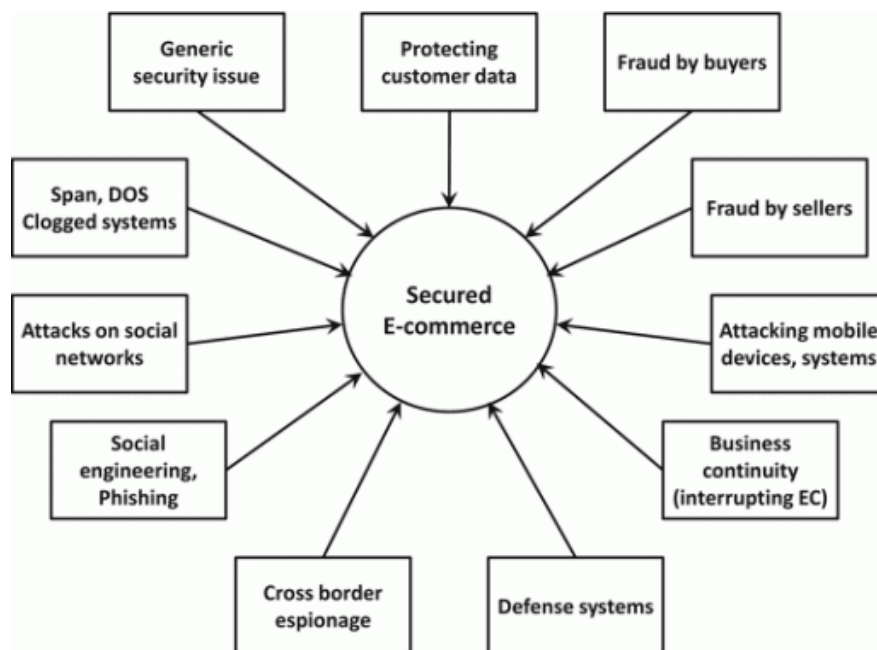 Generic
security issue
Protecting
customer data
Fraud by buyers
Span, DOS
Clogged systems
Fraud by sellers
Secured
E-commerce
Attacks on social
networks
Attacking mobile
devices, systems
Social
engineering,
Phishing
Business
continuity
(interrupting EC)
Cross border
espionage
Defense systems